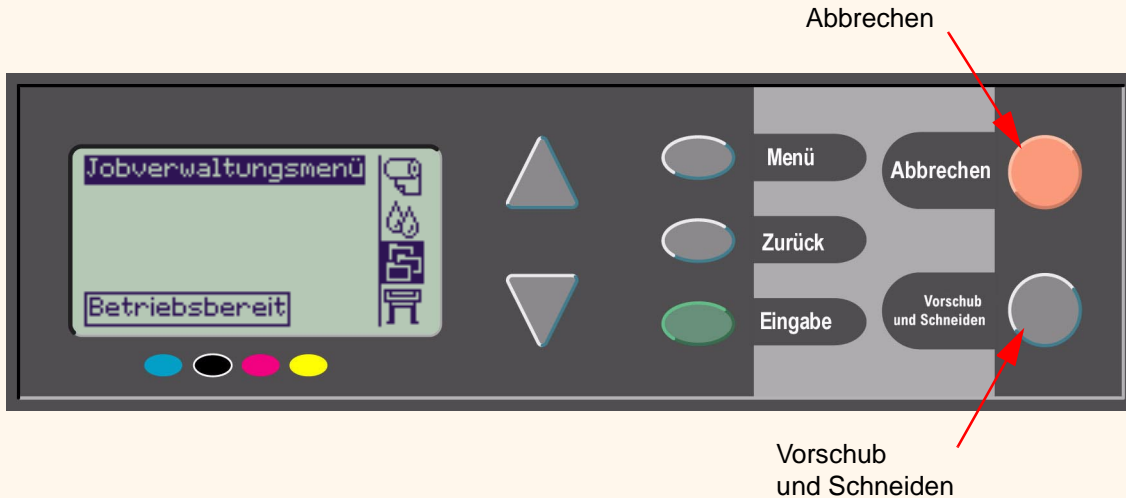 Abbrechen
Jobverwaltungsmenü
Betriebsbereit
Menü
Zurück
Eingabe
Abbrechen
Vorschub
und Schneiden
Vorschub
und Schneiden